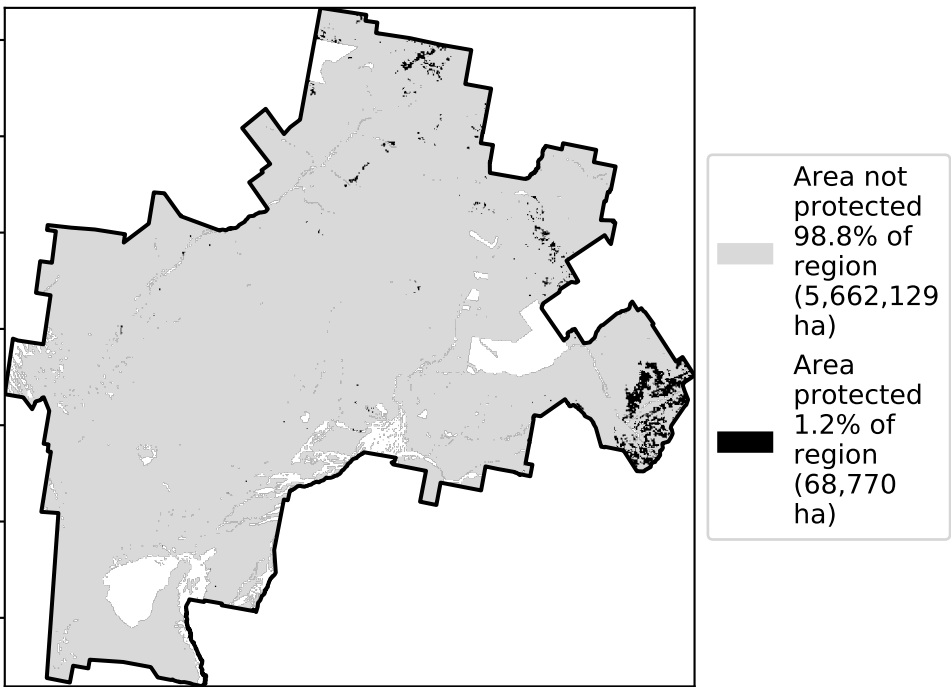 Area not
protected
98.8% of
region
(5,662,129
ha)
Area
protected
1.2% of
region
(68,770
ha)